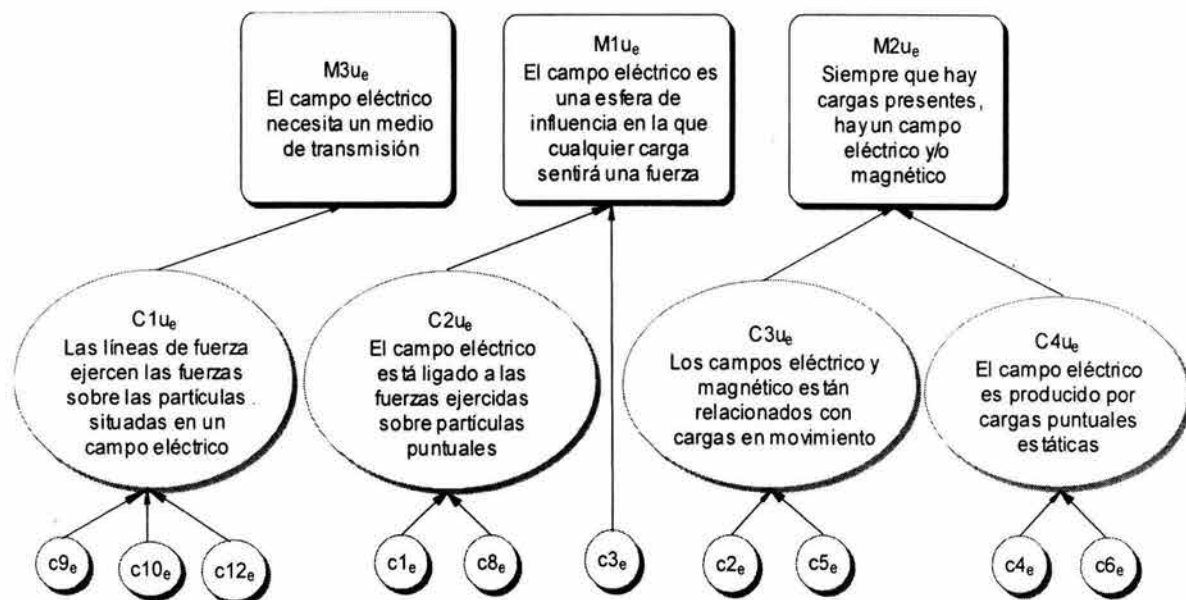 M3uₑ
El campo eléctrico
necesita un medio
de transmisión
M1uₑ
El campo eléctrico es
una esfera de
influencia en la que
cualquier carga
sentirá una fuerza
M2uₑ
Siempre que hay
cargas presentes,
hay un campo
eléctrico y/o
magnético
C1uₑ
Las líneas de fuerza
ejercen las fuerzas
sobre las partículas
situadas en un
campo eléctrico
C2uₑ
El campo eléctrico
está ligado a las
fuerzas ejercidas
sobre partículas
puntuales
C3uₑ
Los campos eléctrico y
magnético están
relacionados con
cargas en movimiento
C4uₑ
El campo eléctrico
es producido por
cargas puntuales
estáticas
c9ₑ
c10ₑ
c12ₑ
c1ₑ
c8ₑ
c3ₑ
c2ₑ
c5ₑ
c4ₑ
c6ₑ